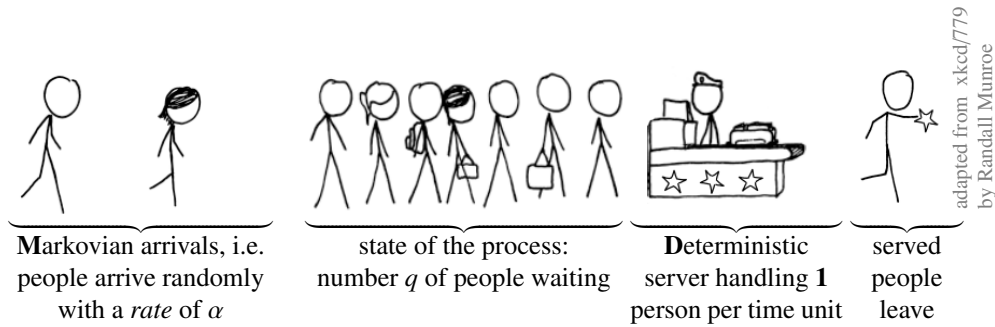 Markovian arrivals, i.e.
people arrive randomly
with a rate of α
state of the process:
number q of people waiting
Deterministic
server handling 1
person per time unit
served
people
leave
adapted from xkcd/779
by Randall Munroe